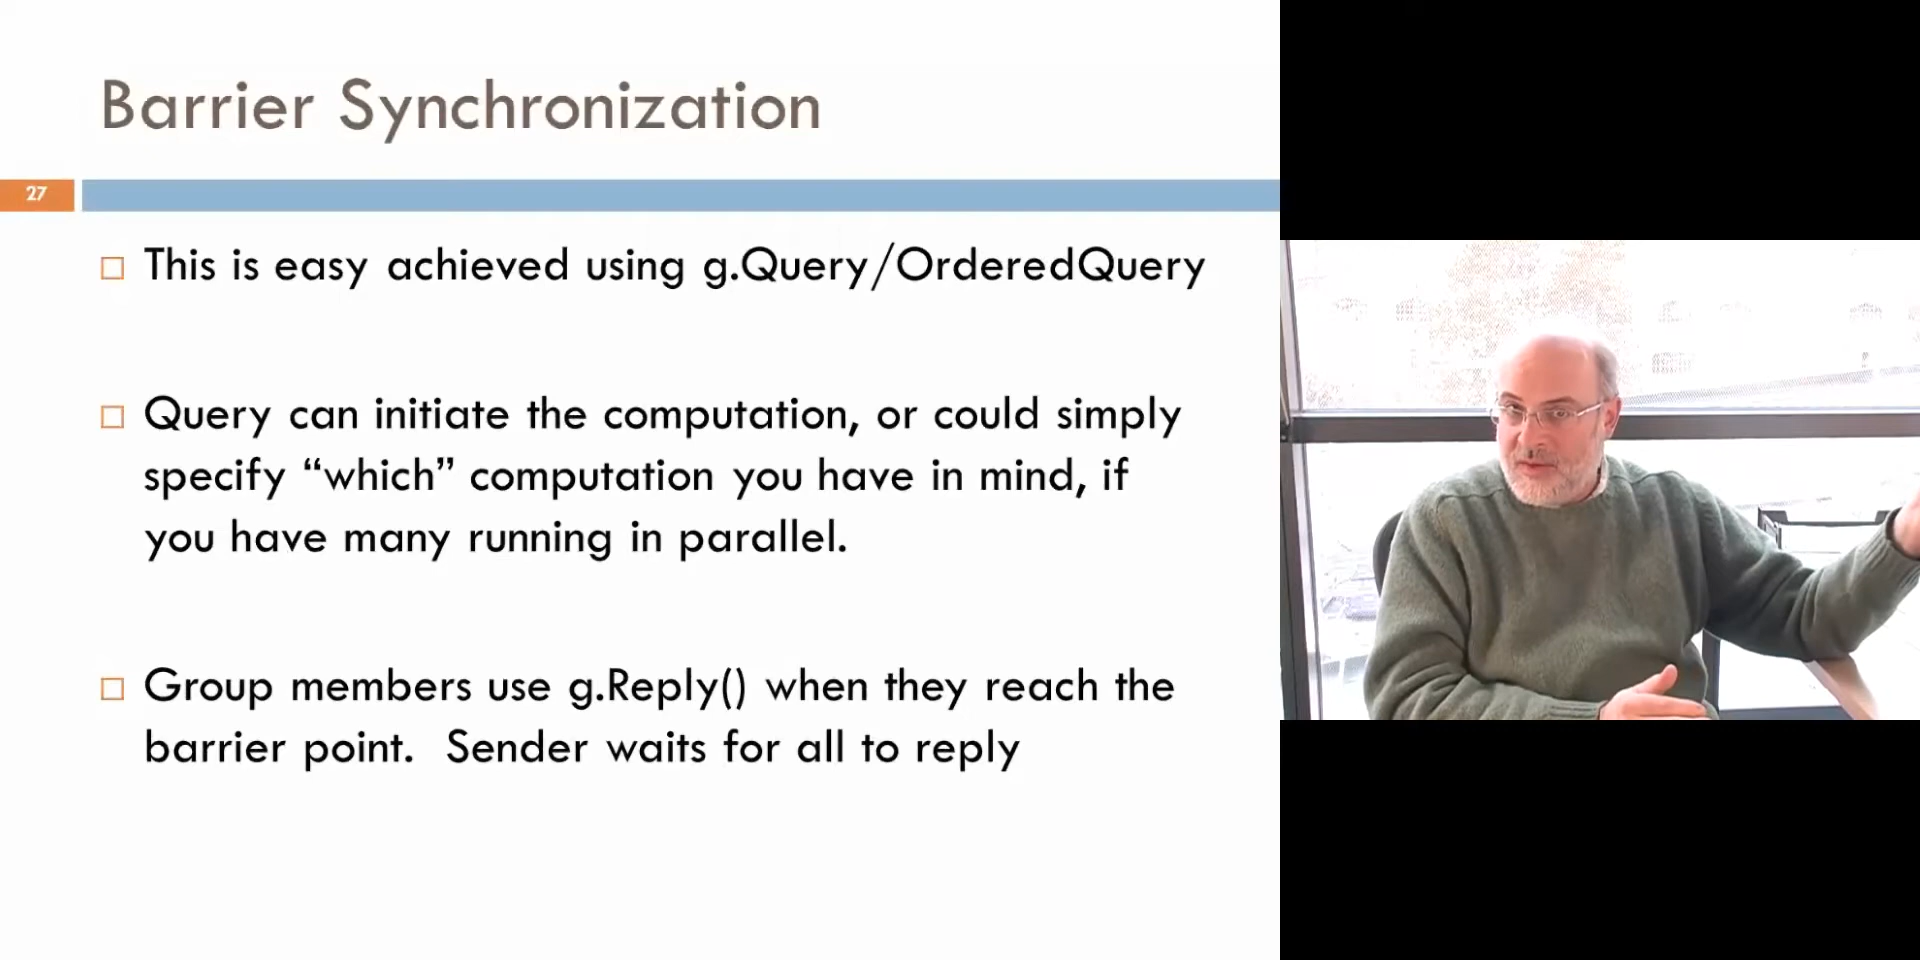 Barrier Synchronization
27
This is easy achieved using g.Query/OrderedQuery
Query can initiate the computation, or could simply
specify “which” computation you have in mind, if
you have many running in parallel.
Group members use g.Reply() when they reach the
barrier point.  Sender waits for all to reply